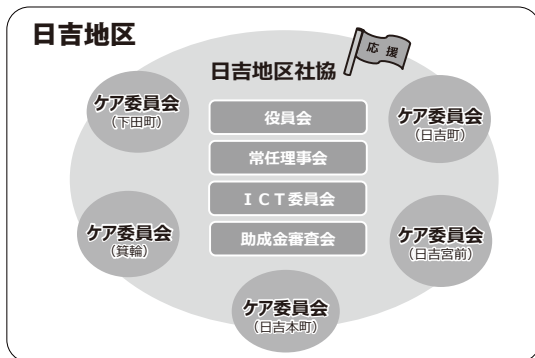 日吉地区
応援
日吉地区社協
役員会
常任理事会
ＩＣＴ委員会
助成金審査会
ケア委員会
(下田町)
ケア委員会
(日吉町)
ケア委員会
(箕輪)
ケア委員会
(日吉宮前)
ケア委員会
(日吉本町)